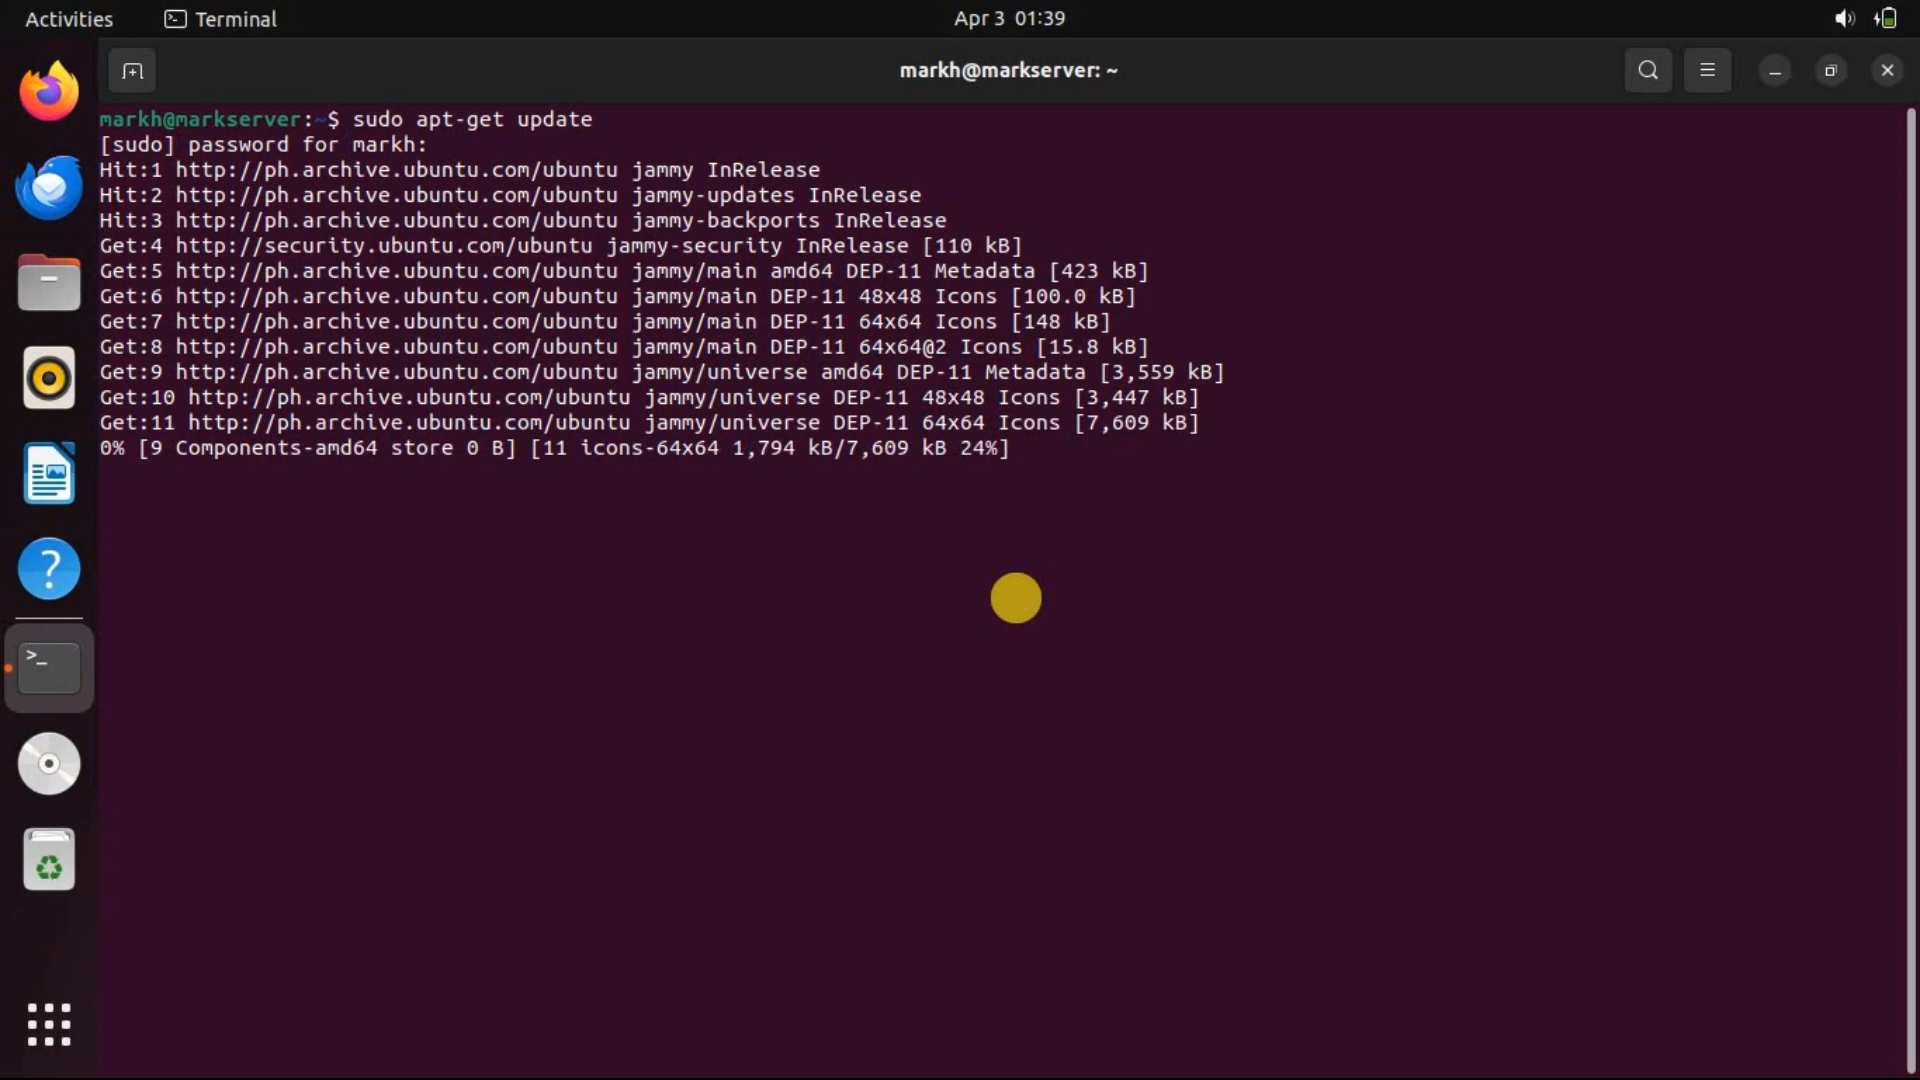 Activities Terminal Apr 3 01:39
markh@markserver: ~
markh@markserver:~$ sudo apt-get update
[sudo] password for markh:
Hit:1 http://ph.archive.ubuntu.com/ubuntu jammy InRelease
Hit:2 http://ph.archive.ubuntu.com/ubuntu jammy-updates InRelease
Hit:3 http://ph.archive.ubuntu.com/ubuntu jammy-backports InRelease
Get:4 http://security.ubuntu.com/ubuntu jammy-security InRelease [110 kB]
Get:5 http://ph.archive.ubuntu.com/ubuntu jammy/main amd64 DEP-11 Metadata [423 kB]
Get:6 http://ph.archive.ubuntu.com/ubuntu jammy/main DEP-11 48x48 Icons [100.0 kB]
Get:7 http://ph.archive.ubuntu.com/ubuntu jammy/main DEP-11 64x64 Icons [148 kB]
Get:8 http://ph.archive.ubuntu.com/ubuntu jammy/main DEP-11 64x64@2 Icons [15.8 kB]
Get:9 http://ph.archive.ubuntu.com/ubuntu jammy/universe amd64 DEP-11 Metadata [3,559 kB]
Get:10 http://ph.archive.ubuntu.com/ubuntu jammy/universe DEP-11 48x48 Icons [3,447 kB]
Get:11 http://ph.archive.ubuntu.com/ubuntu jammy/universe DEP-11 64x64 Icons [7,609 kB]
0% [9 Components-amd64 store 0 B] [11 icons-64x64 1,794 kB/7,609 kB 24%]